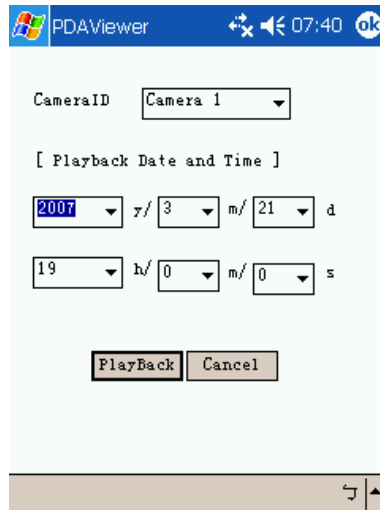 PDAViewer 07:40 ok
CameraID Camera 1
[ Playback Date and Time ]
2007 y/ 3 m/ 21 d
19 h/ 0 m/ 0 s
PlayBack Cancel